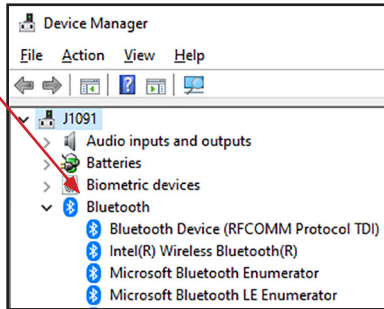 Device Manager
File Action View Help
J1091
Audio inputs and outputs
Batteries
Biometric devices
Bluetooth
Bluetooth Device (RFCOMM Protocol TDI)
Intel(R) Wireless Bluetooth(R)
Microsoft Bluetooth Enumerator
Microsoft Bluetooth LE Enumerator